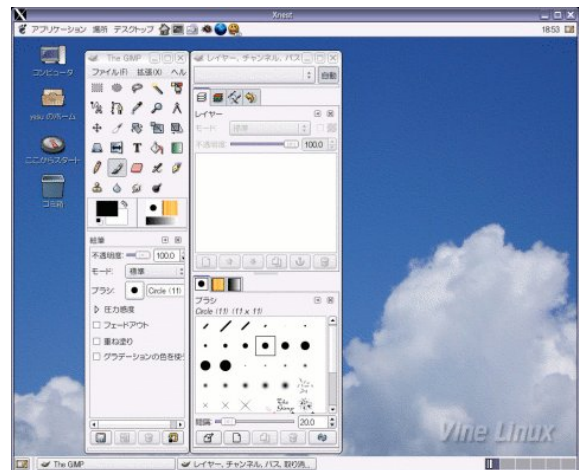 Xnest
アプリケーション 場所 デスクトップ
18:53
コンピュータ
ここからスタート
ゴミ箱
The GIMP
ファイル(F) 拡張(X) ヘル
絵筆
不透明度: 100.0
モード: 標準
ブラシ: Circle (11)
圧力感度
フェードアウト
重ね塗り
グラデーションの色を使う
レイヤー, チャンネル, パス
自動
レイヤー
モード: 標準
不透明度: 100.0
ブラシ
Circle (11) (11 x 11)
間隔: 20.0
Vine Linux
The GIMP
レイヤー, チャンネル, パス, 取り消..